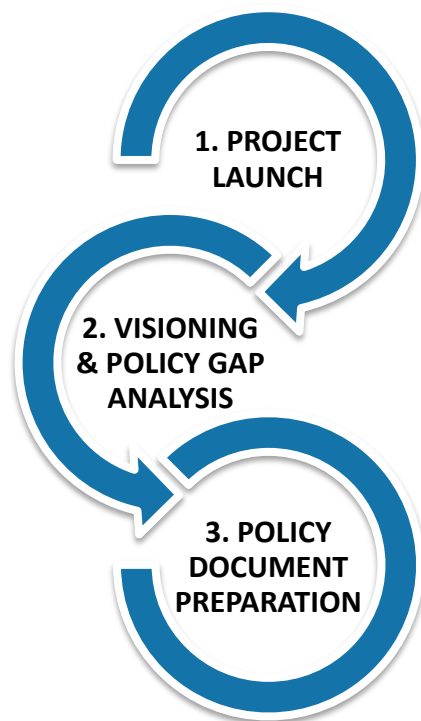 1. PROJECT
LAUNCH
2. VISIONING
& POLICY GAP
ANALYSIS
3. POLICY
DOCUMENT
PREPARATION